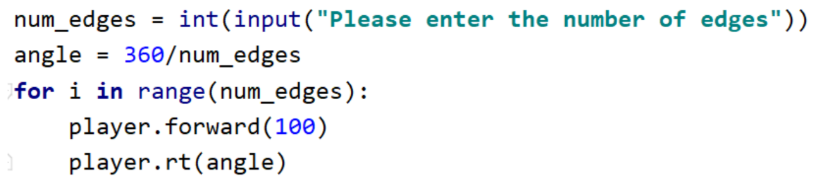 num_edges = int(input("Please enter the number of edges"))
angle = 360/num_edges
for i in range(num_edges):
    player.forward(100)
    player.rt(angle)